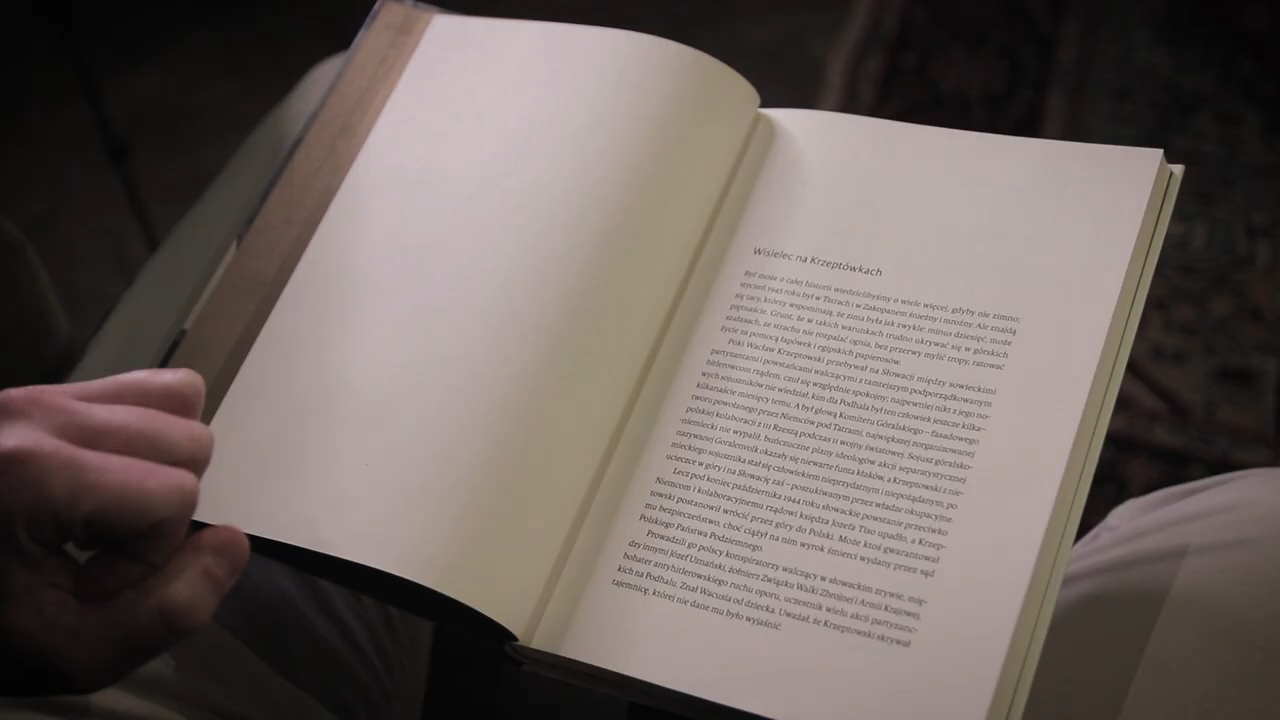 Wisielec na Krzeptówkach
Być może o całej historii wiedzielibyśmy o wiele więcej, gdyby nie zimno;
styczeń 1945 roku był w Tatrach i w Zakopanem śnieżny i mroźny. Ale znajdą
się tacy, którzy wspominają, że zima była jak zwykle: minus dziesięć, może
piętnaście. Grunt, że w takich warunkach trudno ukrywać się w górskich
szałasach, ze strachu nie rozpalać ognia, bez przerwy mylić tropy, ratować
życie za pomocą łapówek i egipskich papierosów.
Póki Wacław Krzeptowski przebywał na Słowacji między sowieckimi
partyzantami i powstańcami walczącymi z tamtejszym podporządkowanym
hitlerowcom rządem, czuł się względnie spokojny; najpewniej nikt z jego no-
wych sojuszników nie wiedział, kim dla Podhala był ten człowiek jeszcze kilka-
kilkanaście miesięcy temu. A był głową Komitetu Góralskiego – fasadowego
tworu powołanego przez Niemców pod Tatrami, największej zorganizowanej
polskiej kolaboracji z III Rzeszą podczas II wojny światowej. Sojusz góralsko-
-niemiecki nie wypalił, buńczuczne plany ideologów akcji separatystycznej
nazywanej Goralenvolk okazały się niewarte funta kłaków, a Krzeptowski z nie-
mieckiego sojusznika stał się człowiekiem nieprzydatnym i niepożądanym, po
ucieczce w góry i na Słowację zaś – poszukiwanym przez władze okupacyjne.
Lecz pod koniec października 1944 roku słowackie powstanie przeciwko
Niemcom i kolaboracyjnemu rządowi księdza Jozefa Tiso upadło, a Krzep-
towski postanowił wrócić przez góry do Polski. Może ktoś gwarantował
mu bezpieczeństwo, choć ciążył na nim wyrok śmierci wydany przez sąd
Polskiego Państwa Podziemnego.
Prowadzili go polscy konspiratorzy walczący w słowackim zrywie, mię-
dzy innymi Józef Uznański, żołnierz Związku Walki Zbrojnej i Armii Krajowej,
bohater antyhitlerowskiego ruchu oporu, uczestnik wielu akcji partyzanc-
kich na Podhalu. Znał Wacusia od dziecka. Uważał, że Krzeptowski skrywał
tajemnicę, której nie dane mu było wyjaśnić.